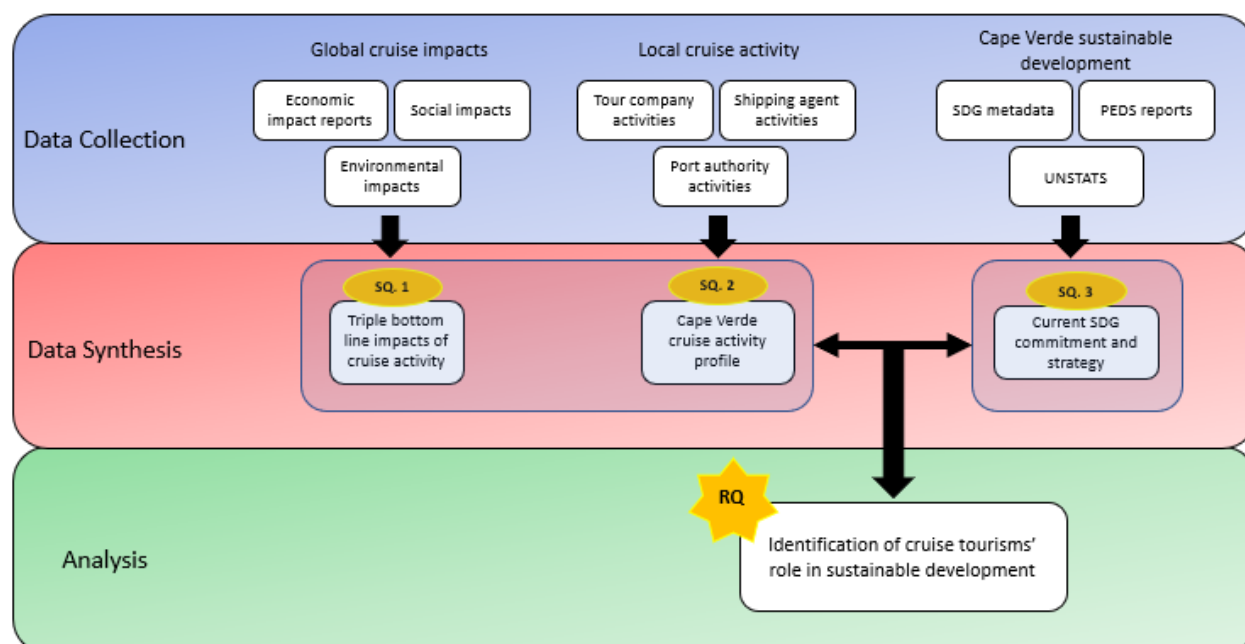 Global cruise impacts
Local cruise activity
Cape Verde sustainable
development
Economic
impact reports
Social impacts
Tour company
activities
Shipping agent
activities
SDG metadata
PEDS reports
Data Collection
Environmental
impacts
Port authority
activities
UNSTATS
SQ. 1
SQ. 2
SQ. 3
Data Synthesis
Triple bottom
line impacts of
cruise activity
Cape Verde
cruise activity
profile
Current SDG
commitment and
strategy
RQ
Analysis
Identification of cruise tourisms’
role in sustainable development